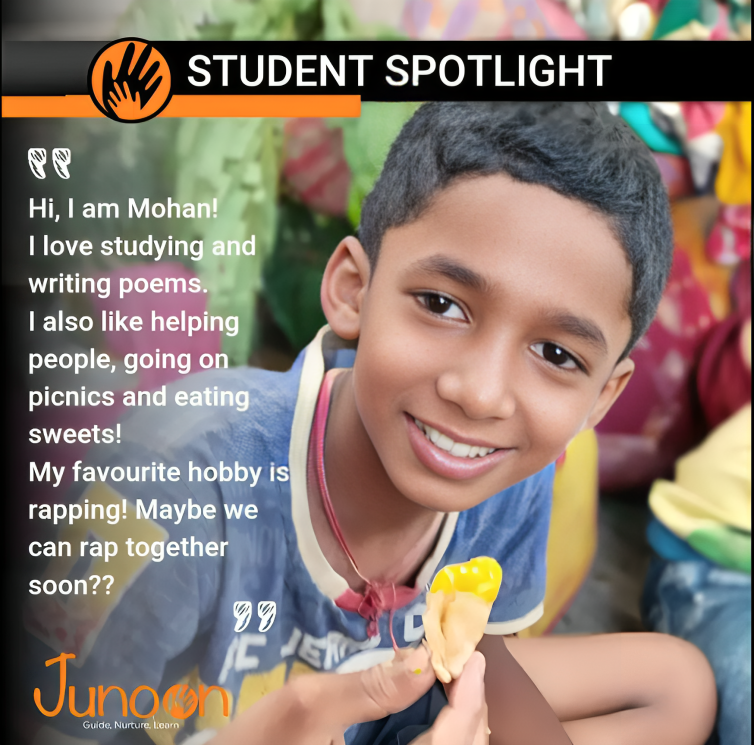 STUDENT SPOTLIGHT
"
Hi, I am Mohan!
I love studying and
writing poems.
I also like helping
people, going on
picnics and eating
sweets!
My favourite hobby is
rapping! Maybe we
can rap together
soon??
"
Junoon
Guide, Nurture, Learn